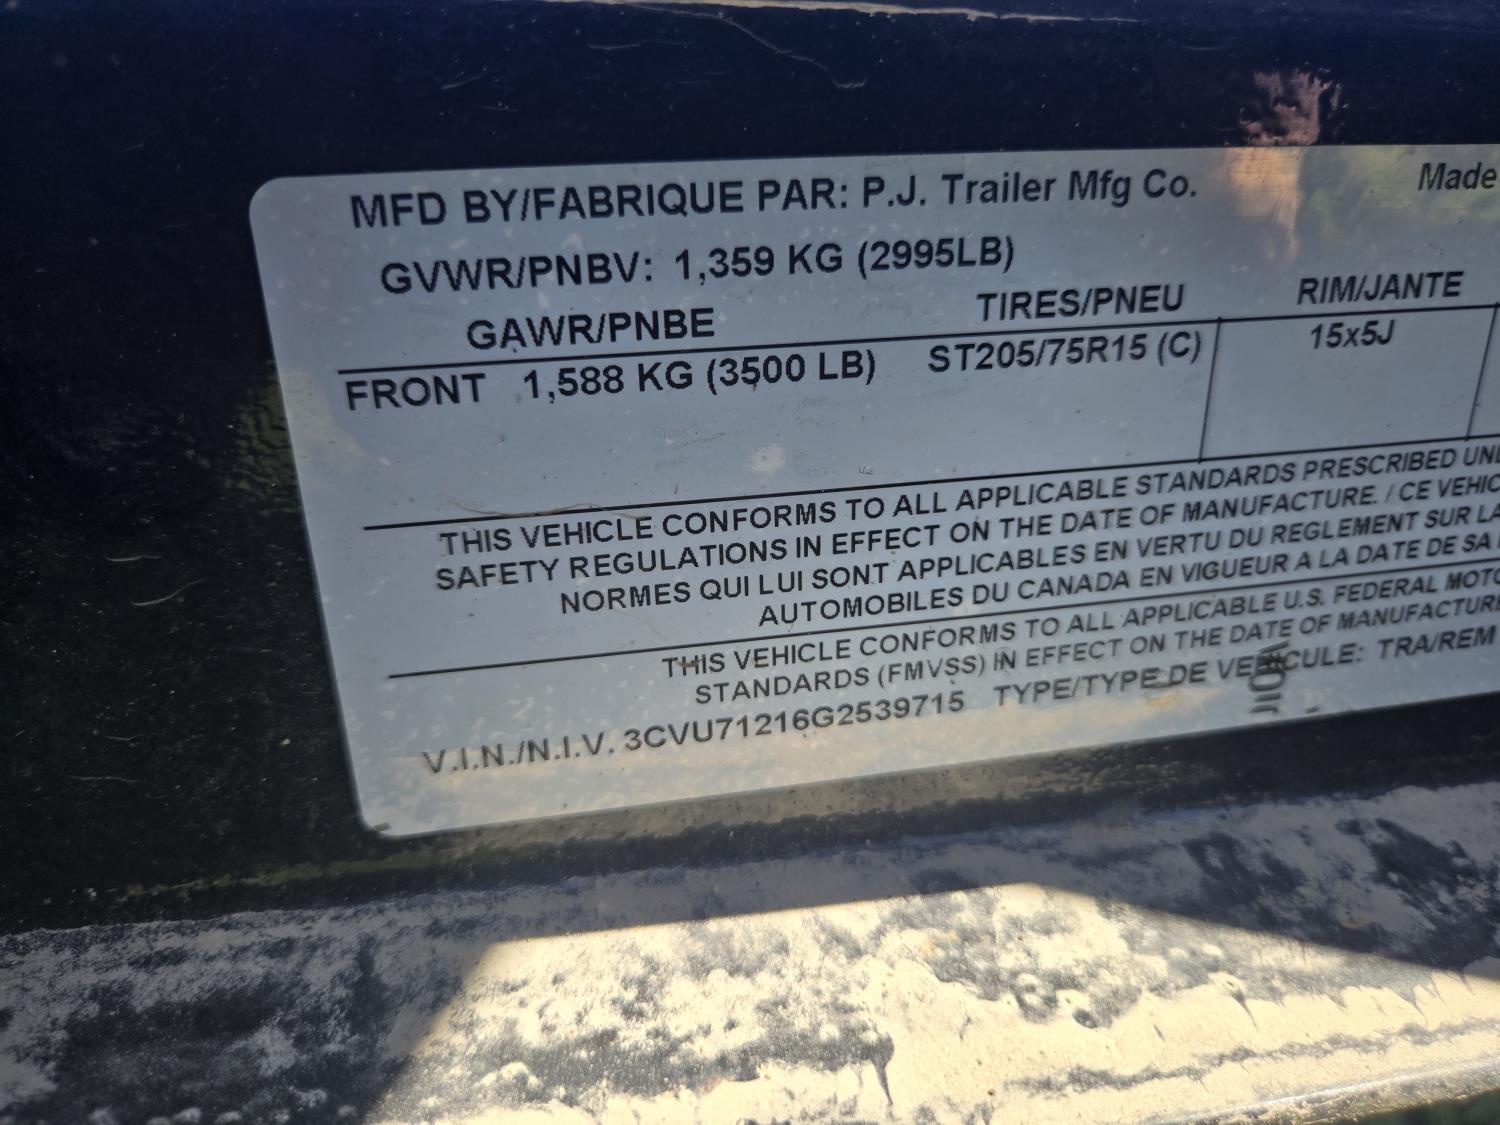 MFD BY/FABRIQUE PAR: P.J. Trailer Mfg Co. Made
GVWR/PNBV: 1,359 KG (2995LB)
GAWR/PNBE TIRES/PNEU RIM/JANTE
FRONT 1,588 KG (3500 LB) ST205/75R15 (C) 15x5J
THIS VEHICLE CONFORMS TO ALL APPLICABLE STANDARDS PRESCRIBED
SAFETY REGULATIONS IN EFFECT ON THE DATE OF MANUFACTURE. / CE
NORMES QUI LUI SONT APPLICABLES EN VERTU DU REGLEMENT SUR LA
AUTOMOBILES DU CANADA EN VIGUEUR A LA DATE DE SA
THIS VEHICLE CONFORMS TO ALL APPLICABLE U.S. FEDERAL
STANDARDS (FMVSS) IN EFFECT ON THE DATE OF MANUFACTURE
V.I.N./N.I.V. 3CVU71216G2539715 TYPE/TYPE DE VEHICULE: TRA/REM